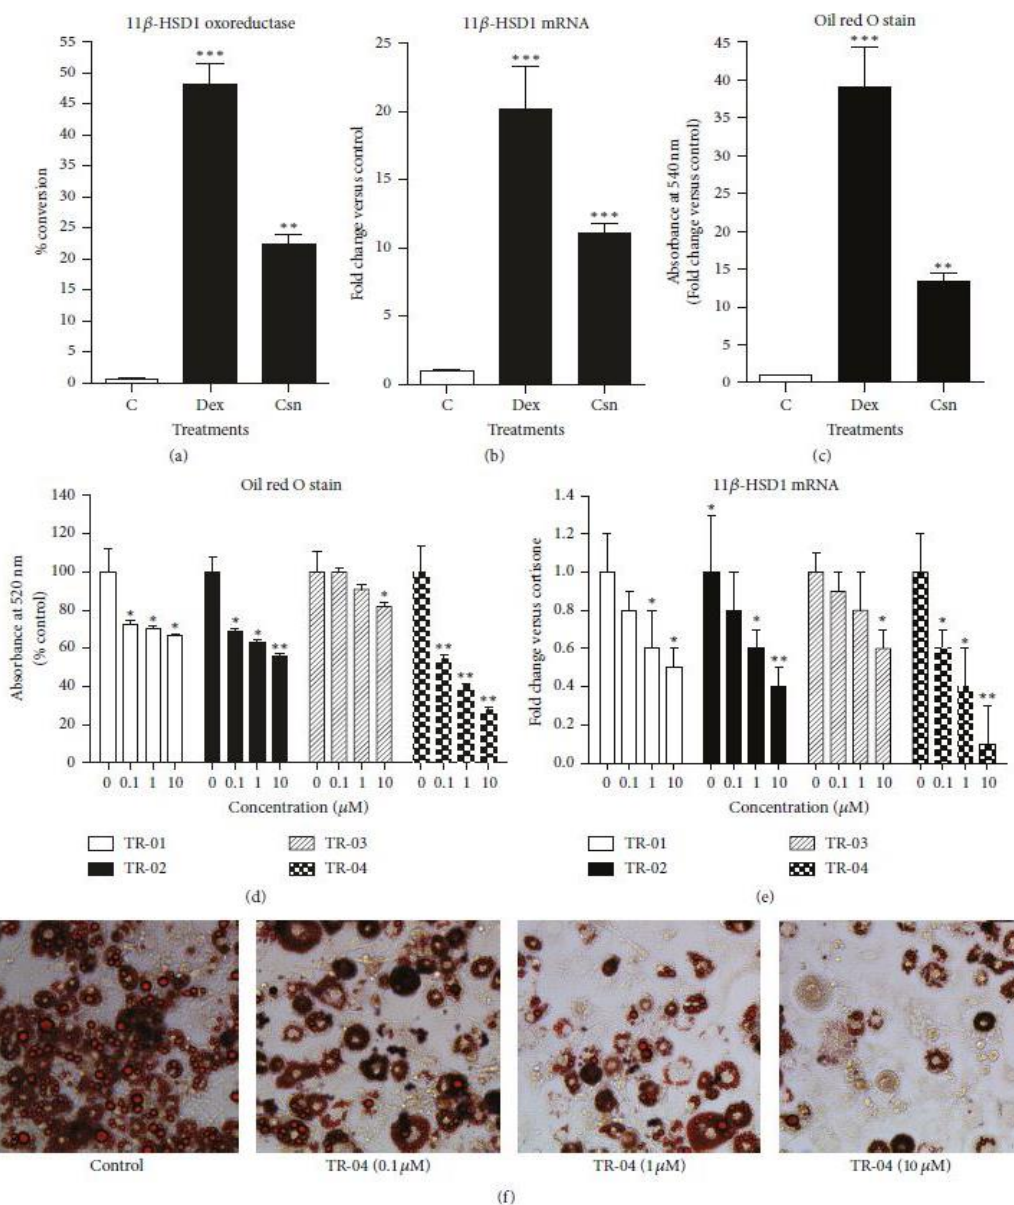 11β-HSD1 oxoreductase
% conversion
55
50
45
40
35
30
25
20
15
10
5
0
***
**
C Dex Csn
Treatments
(a)
11β-HSD1 mRNA
Fold change versus control
25
20
15
10
5
0
***
***
C Dex Csn
Treatments
(b)
Oil red O stain
Absorbance at 540 nm
(Fold change versus control)
45
40
35
30
25
20
15
10
5
0
***
**
C Dex Csn
Treatments
(c)
Oil red O stain
Absorbance at 520 nm
(% control)
140
120
100
80
60
40
20
0
* * *
* * **
*
** ** **
0 0.1 1 10 0 0.1 1 10 0 0.1 1 10 0 0.1 1 10
Concentration (μM)
TR-01 TR-03
TR-02 TR-04
(d)
11β-HSD1 mRNA
Fold change versus cortisone
1.4
1.2
1.0
0.8
0.6
0.4
0.2
0.0
* *
* * **
*
* * **
0 0.1 1 10 0 0.1 1 10 0 0.1 1 10 0 0.1 1 10
Concentration (μM)
TR-01 TR-03
TR-02 TR-04
(e)
Control TR-04 (0.1 μM) TR-04 (1 μM) TR-04 (10 μM)
(f)